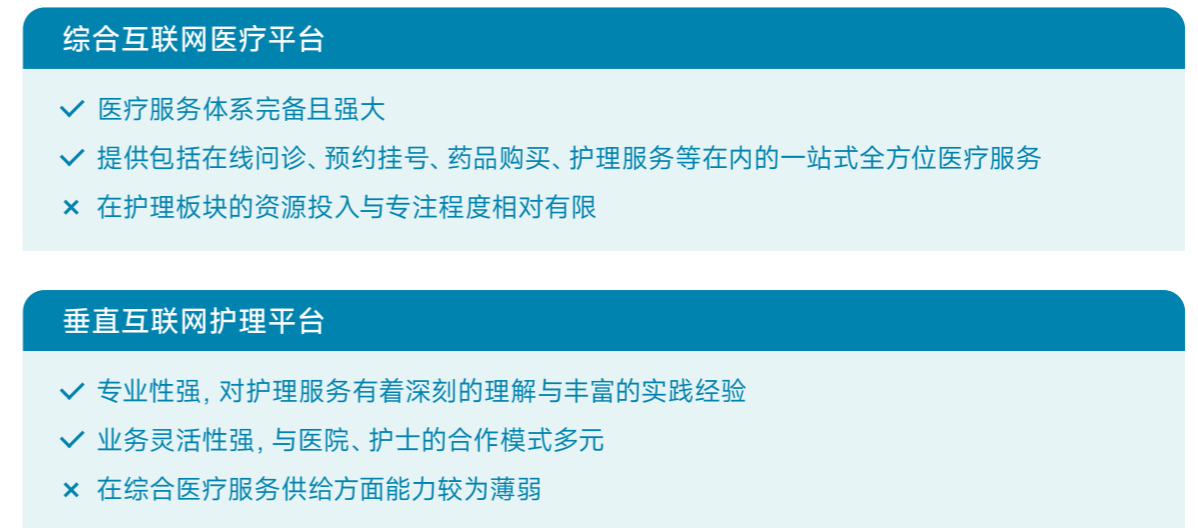 综合互联网医疗平台
✓ 医疗服务体系完备且强大
✓ 提供包括在线问诊、预约挂号、药品购买、护理服务等在内的一站式全方位医疗服务
× 在护理板块的资源投入与专注程度相对有限
垂直互联网护理平台
✓ 专业性强, 对护理服务有着深刻的理解与丰富的实践经验
✓ 业务灵活性强, 与医院、护士的合作模式多元
× 在综合医疗服务供给方面能力较为薄弱